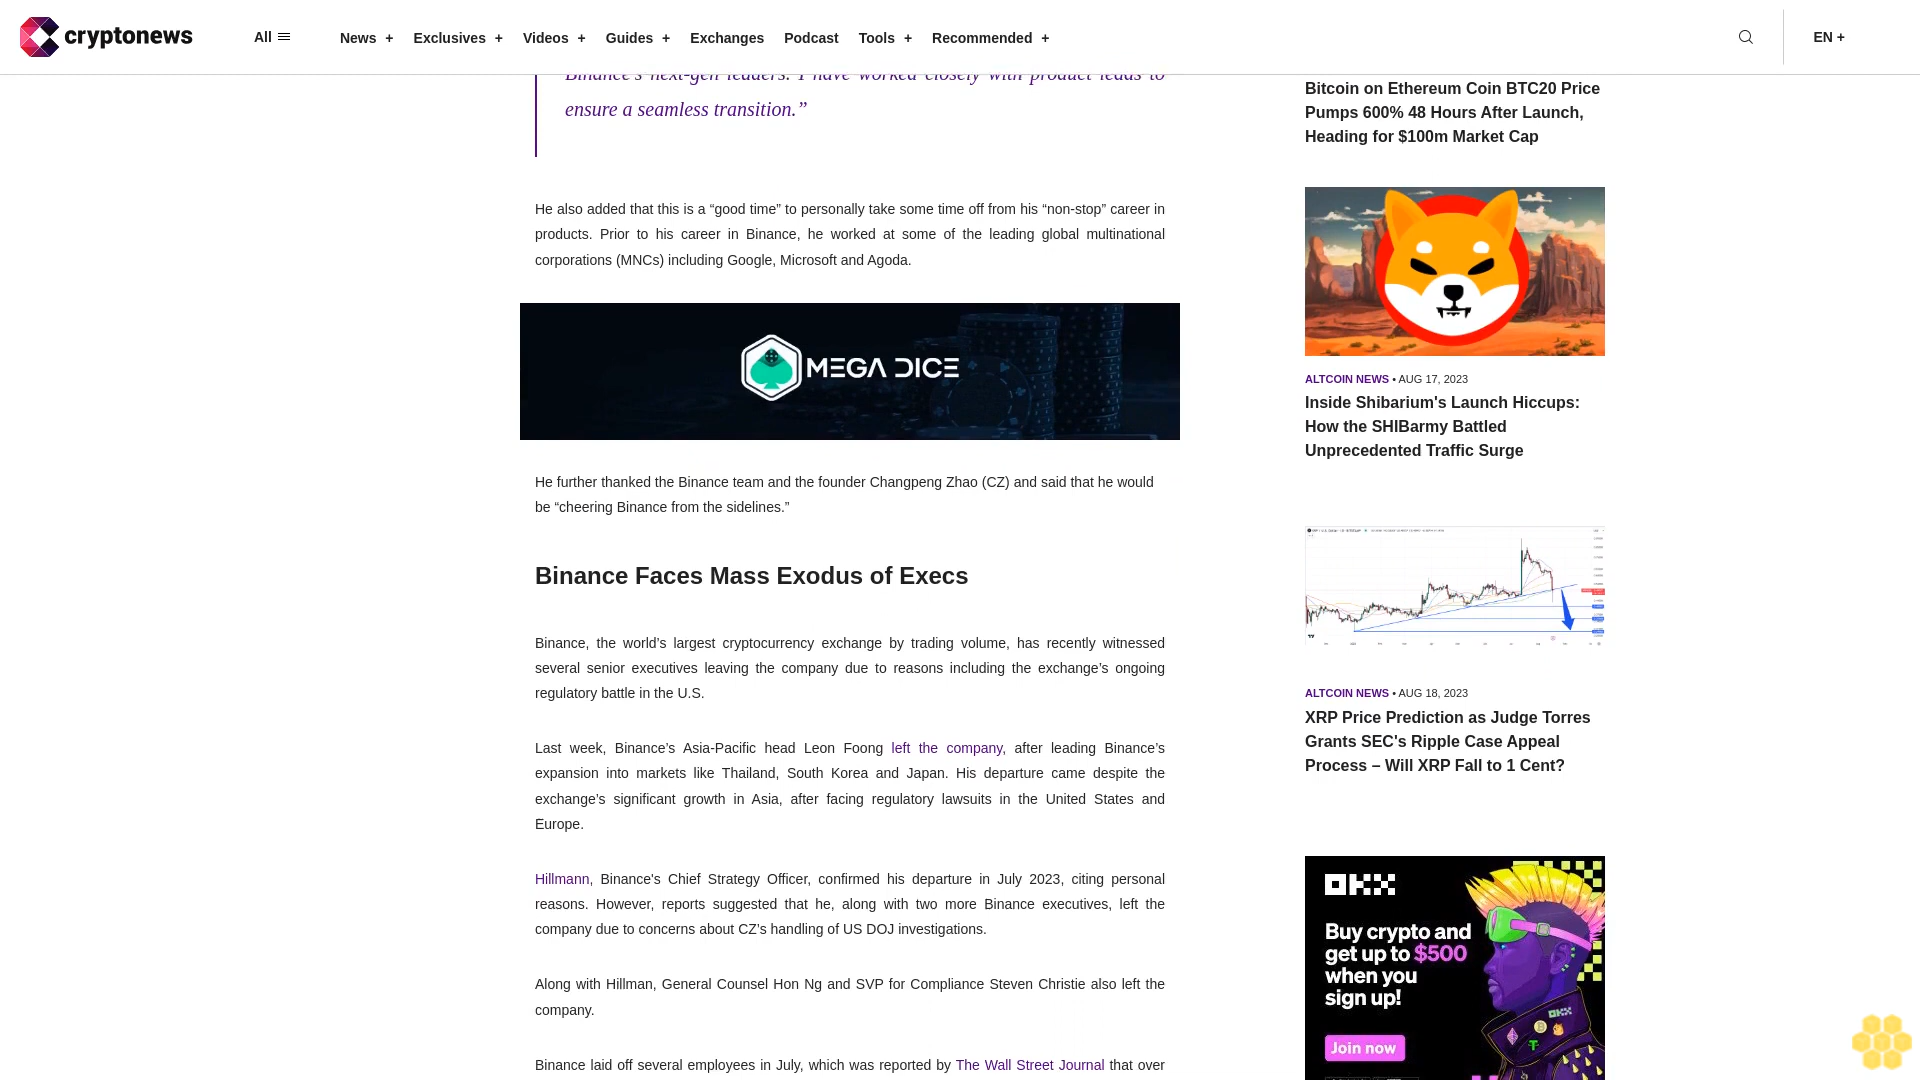 cryptonews
All
News +
Exclusives +
Videos +
Guides +
Exchanges
Podcast
Tools +
Recommended +
EN +
Binance's next-gen leaders. I have worked closely with product leads to
ensure a seamless transition.”
He also added that this is a “good time” to personally take some time off from his “non-stop” career in
products. Prior to his career in Binance, he worked at some of the leading global multinational
corporations (MNCs) including Google, Microsoft and Agoda.
MEGA DICE
He further thanked the Binance team and the founder Changpeng Zhao (CZ) and said that he would
be “cheering Binance from the sidelines.”
Binance Faces Mass Exodus of Execs
Binance, the world’s largest cryptocurrency exchange by trading volume, has recently witnessed
several senior executives leaving the company due to reasons including the exchange’s ongoing
regulatory battle in the U.S.
Last week, Binance’s Asia-Pacific head Leon Foong left the company, after leading Binance’s
expansion into markets like Thailand, South Korea and Japan. His departure came despite the
exchange’s significant growth in Asia, after facing regulatory lawsuits in the United States and
Europe.
Hillmann, Binance's Chief Strategy Officer, confirmed his departure in July 2023, citing personal
reasons. However, reports suggested that he, along with two more Binance executives, left the
company due to concerns about CZ’s handling of US DOJ investigations.
Along with Hillman, General Counsel Hon Ng and SVP for Compliance Steven Christie also left the
company.
Binance laid off several employees in July, which was reported by The Wall Street Journal that over
Bitcoin on Ethereum Coin BTC20 Price
Pumps 600% 48 Hours After Launch,
Heading for $100m Market Cap
ALTCOIN NEWS • AUG 17, 2023
Inside Shibarium's Launch Hiccups:
How the SHIBarmy Battled
Unprecedented Traffic Surge
ALTCOIN NEWS • AUG 18, 2023
XRP Price Prediction as Judge Torres
Grants SEC's Ripple Case Appeal
Process – Will XRP Fall to 1 Cent?
OKX
Buy crypto and
get up to $500
when you
sign up!
Join now
OKX